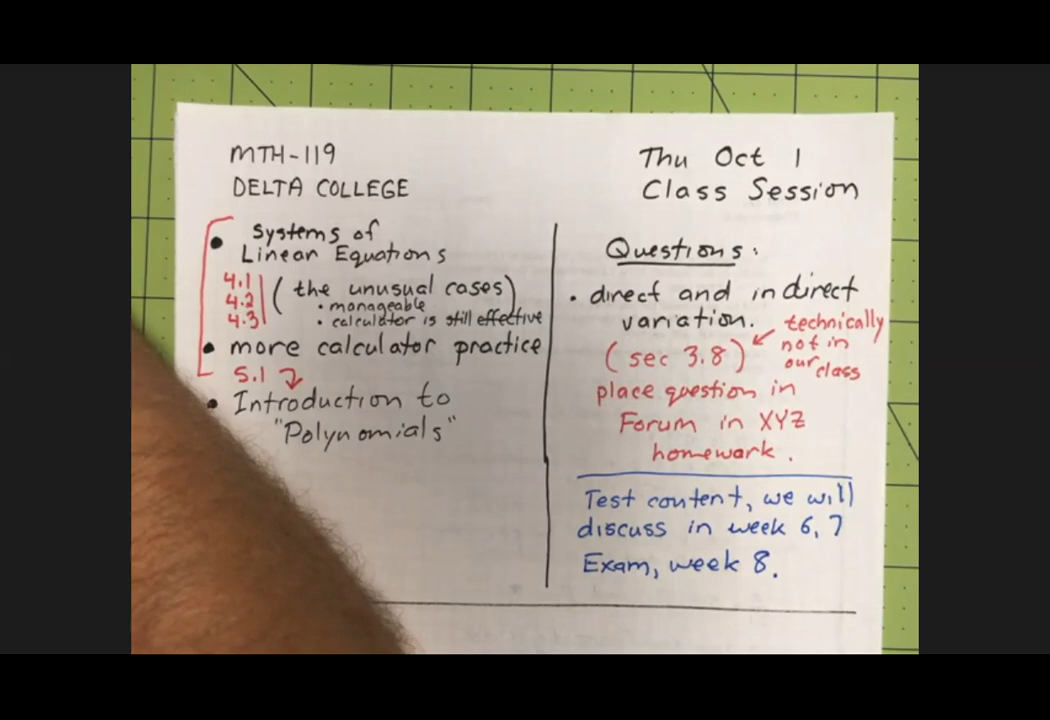 MTH-119
DELTA COLLEGE
Thu Oct 1
Class Session
• Systems of
Linear Equations
4.1
4.2
4.3
(the unusual cases)
• manageable
• calculator is still effective
• more calculator practice
5.1
• Introduction to
"Polynomials"
Questions:
• direct and indirect
variation.
(sec 3.8)
technically
not in
our class
place question in
Forum in XYZ
homework.
Test content, we will
discuss in week 6, 7
Exam, week 8.